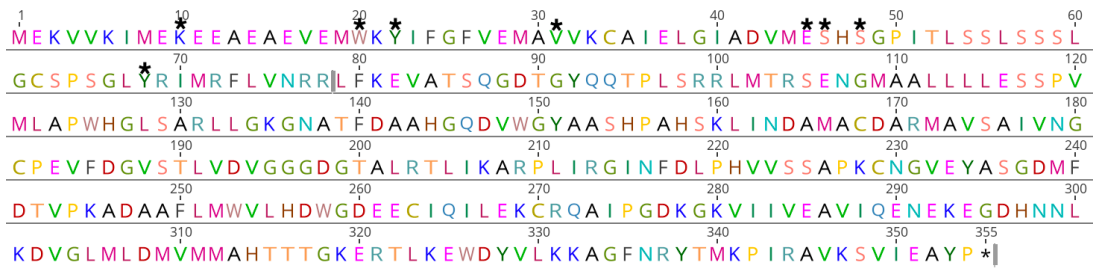 1 10 20 30 40 50 60
* * * * * * *
MEKVVKIMEKEEAEAEVEMWKYIFGFVEMAVVKCAIELGIADVMESHSGPITLSSLSSSL
70 80 90 100 110 120
*
GCSPSGLYRIMRFLVNRRLFKEVATSQGDTGYQQTPLSRRLMTRSENGMAALLLLESSPV
130 140 150 160 170 180
MLAPWHGLSARLLGKGNATFDAAHGQDVWGYAASHPAHSKLINDAMACDARMAVSAIVNG
190 200 210 220 230 240
CPEVFDGVSTLVDVGGGDGTALRTLIKARPLIRGINFDLPHVVSSAPKCNGVEYASGDMF
250 260 270 280 290 300
DTVPKADAAFLMWVLHDWGDEECIQILEKCRQAIPGDKGKVIIVEAVIQENEKEGDHNNL
310 320 330 340 350 355
KDVGLMLDMVMMAHTTTGKERTLKEWDYVLKKAGFNRYTMKPIRAVKSVIEAYP*